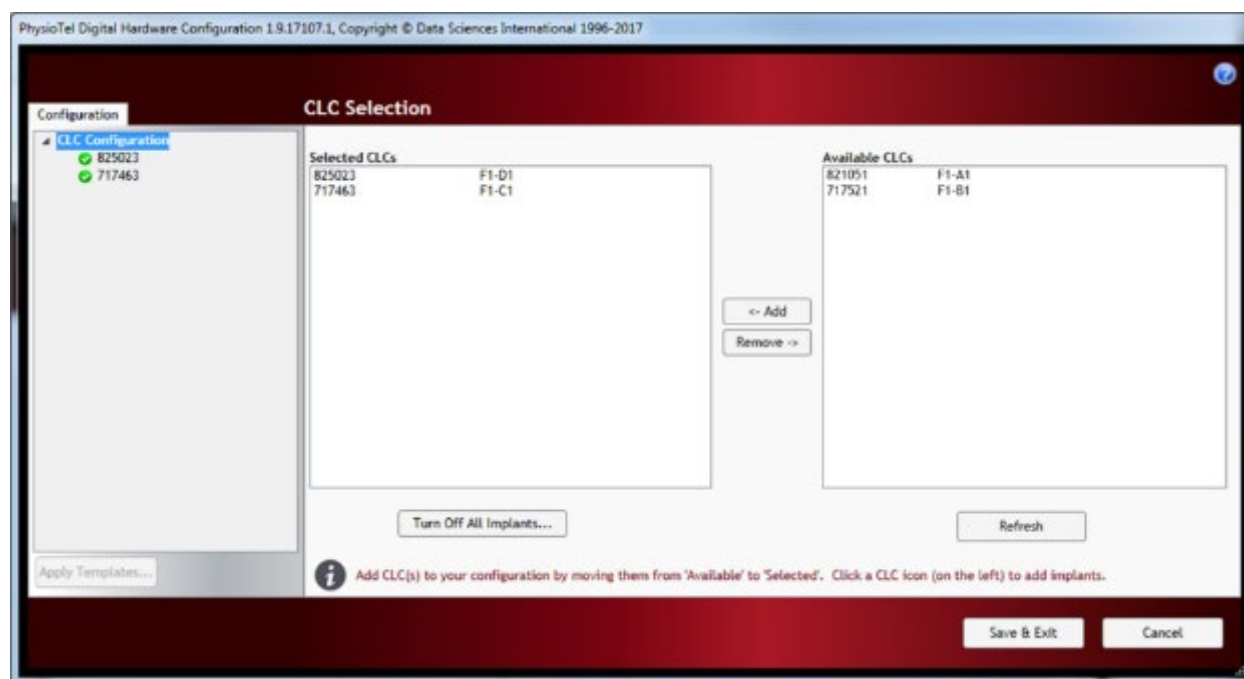 PhysioTel Digital Hardware Configuration 1.9.17107.1, Copyright © Data Sciences International 1996-2017
Configuration
CLC Selection
CLC Configuration
825023
717463
Selected CLCs
825023 F1-D1
717463 F1-C1
Available CLCs
821051 F1-A1
717521 F1-B1
<- Add
Remove ->
Turn Off All Implants...
Refresh
Apply Templates...
Add CLC(s) to your configuration by moving them from 'Available' to 'Selected'. Click a CLC icon (on the left) to add implants.
Save & Exit
Cancel